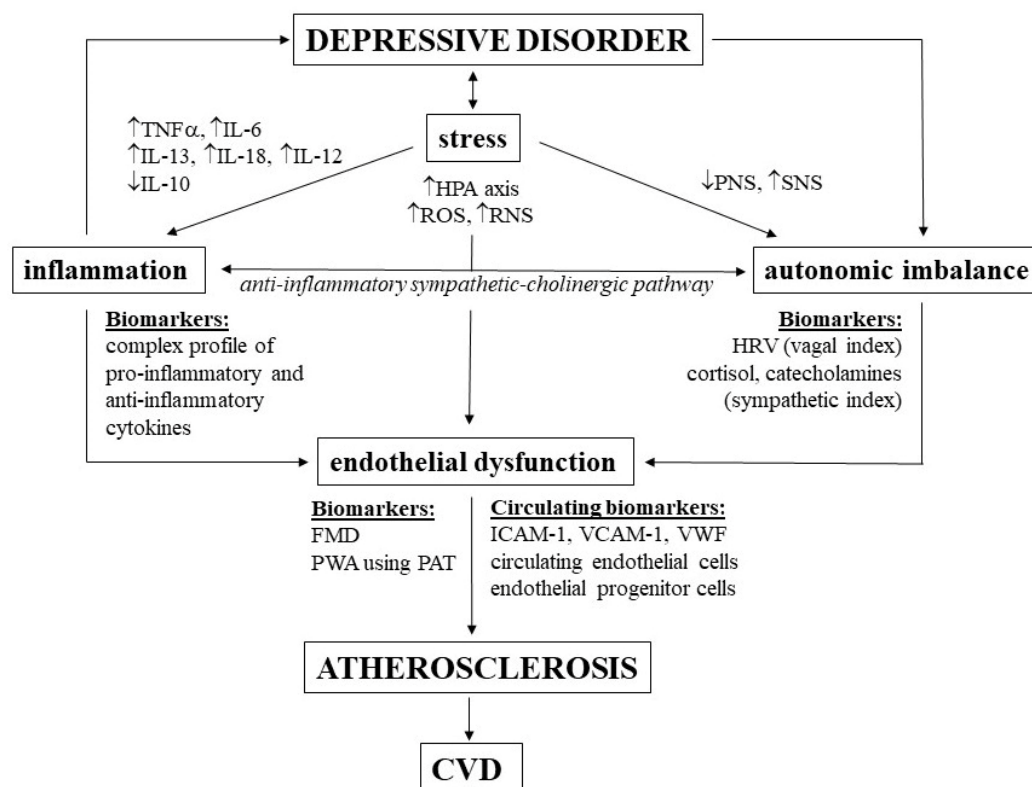 DEPRESSIVE DISORDER
↑TNFα, ↑IL-6
↑IL-13, ↑IL-18, ↑IL-12
↓IL-10
stress
↑HPA axis
↑ROS, ↑RNS
↓PNS, ↑SNS
inflammation
anti-inflammatory sympathetic-cholinergic pathway
autonomic imbalance
Biomarkers:
complex profile of
pro-inflammatory and
anti-inflammatory
cytokines
Biomarkers:
HRV (vagal index)
cortisol, catecholamines
(sympathetic index)
endothelial dysfunction
Biomarkers:
FMD
PWA using PAT
Circulating biomarkers:
ICAM-1, VCAM-1, VWF
circulating endothelial cells
endothelial progenitor cells
ATHEROSCLEROSIS
CVD